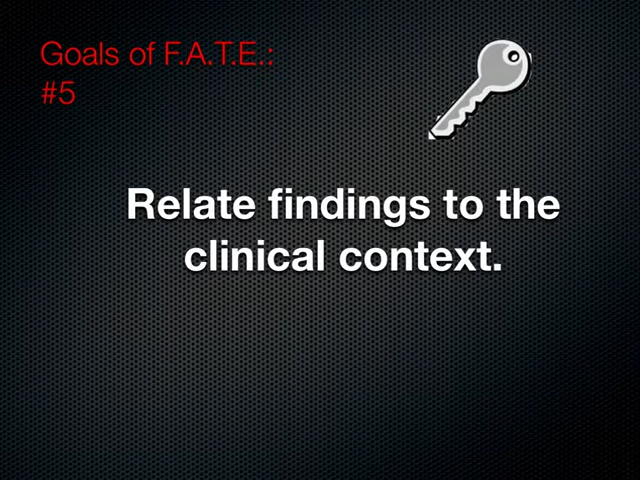 Goals of F.A.T.E.:
#5
Relate findings to the
clinical context.